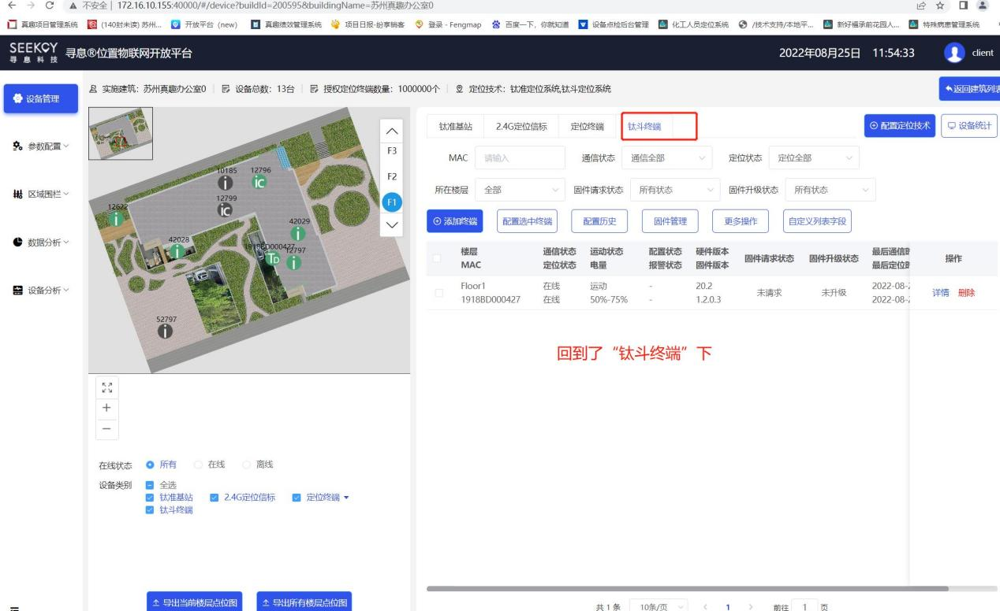 不安全 | 172.16.10.155:40000/#/device?buildId=200595&buildingName=苏州真趣办公室0
真趣项目管理系统 (140封未读) 苏州... 开放平台（new） 真趣绩效管理系统 项目日报-纷享销客 登录 - Fengmap 百度一下，你就知道 设备点检后台管理 化工人员定位系统 /技术支持/本地平... 新好福承前花园人... 特殊病患管理系统
SEEKCY 寻息®位置物联网开放平台 2022年08月25日 11:54:33 client
寻息科技
设备管理
参数配置
区域围栏
数据分析
设备分析
实施建筑：苏州真趣办公室0 设备总数：13台 授权定位终端数量：1000000个 定位技术：钛准定位系统,钛斗定位系统 返回建筑列表
F3
F2
F1
10185
12796
12799
12622
42029
42028
1918BD000427
12797
52797
i
ic
ic
i
i
i
TD
i
i
钛准基站 2.4G定位信标 定位终端 钛斗终端 配置定位技术 设备统计
MAC 请输入 通信状态 通信全部 定位状态 定位全部
所在楼层 全部 固件请求状态 所有状态 固件升级状态 所有状态
添加终端 配置选中终端 配置历史 固件管理 更多操作 自定义列表字段
楼层 通信状态 运动状态 配置状态 硬件版本 固件请求状态 固件升级状态 最后通信时 操作
MAC 定位状态 电量 报警状态 固件版本 最后定位时
Floor1 在线 运动 - 20.2 未请求 未升级 2022-08-2 详情 删除
1918BD000427 在线 50%-75% - 1.2.0.3 2022-08-2
回到了“钛斗终端”下
在线状态 所有 在线 离线
设备类别 全选
钛准基站 2.4G定位信标 定位终端
钛斗终端
导出当前楼层点位图 导出所有楼层点位图
共 1 条 10条/页 1 前往 1 页